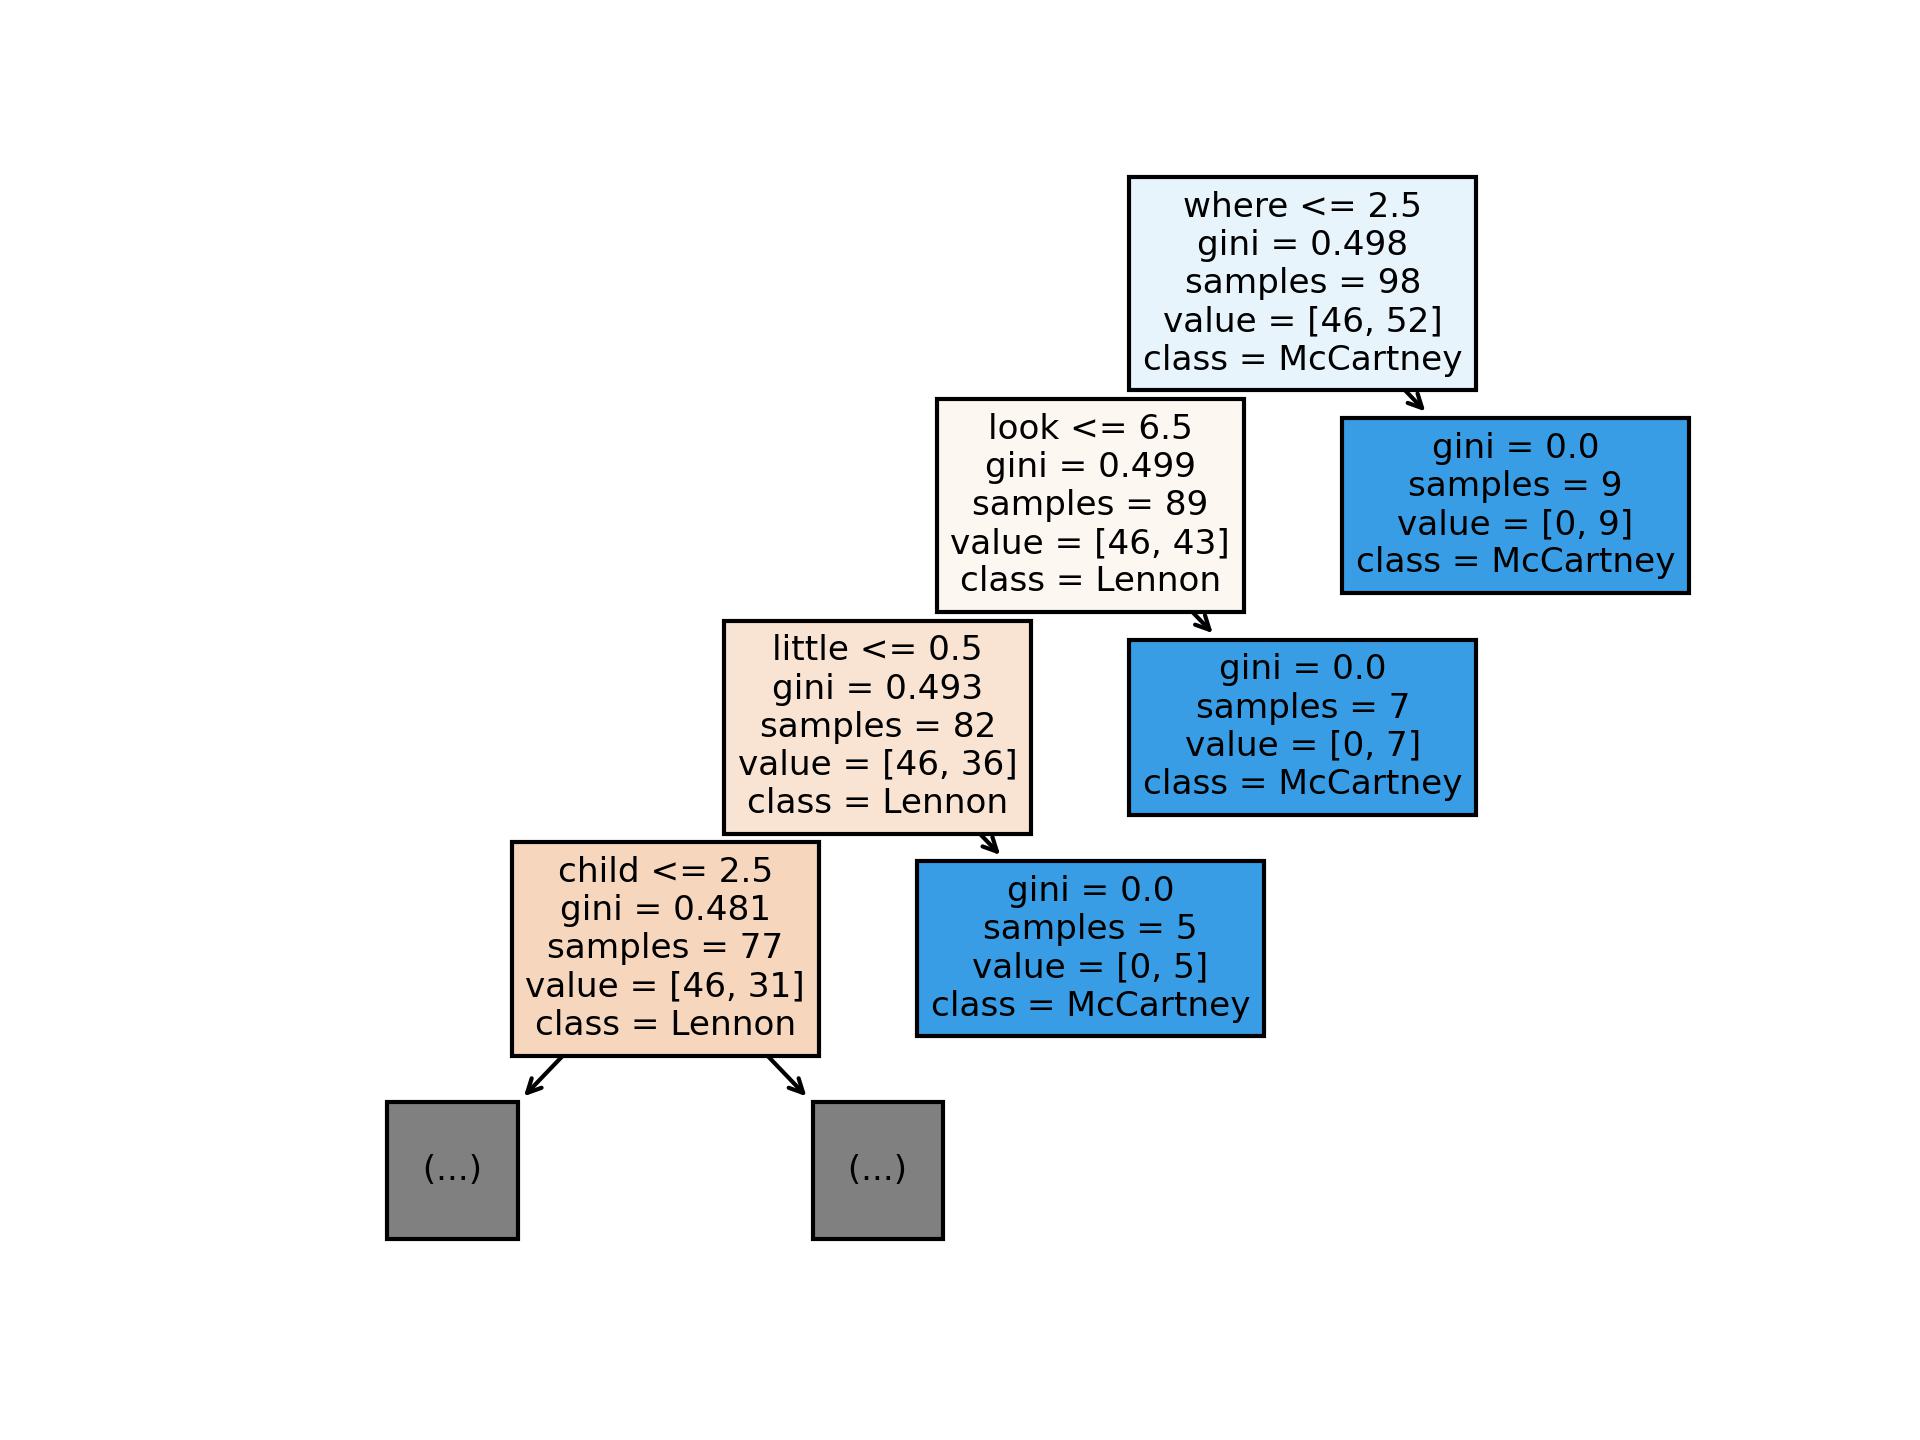 where <= 2.5
gini = 0.498
samples = 98
value = [46, 52]
class = McCartney
look <= 6.5
gini = 0.499
samples = 89
value = [46, 43]
class = Lennon
gini = 0.0
samples = 9
value = [0, 9]
class = McCartney
little <= 0.5
gini = 0.493
samples = 82
value = [46, 36]
class = Lennon
gini = 0.0
samples = 7
value = [0, 7]
class = McCartney
child <= 2.5
gini = 0.481
samples = 77
value = [46, 31]
class = Lennon
gini = 0.0
samples = 5
value = [0, 5]
class = McCartney
(...)
(...)